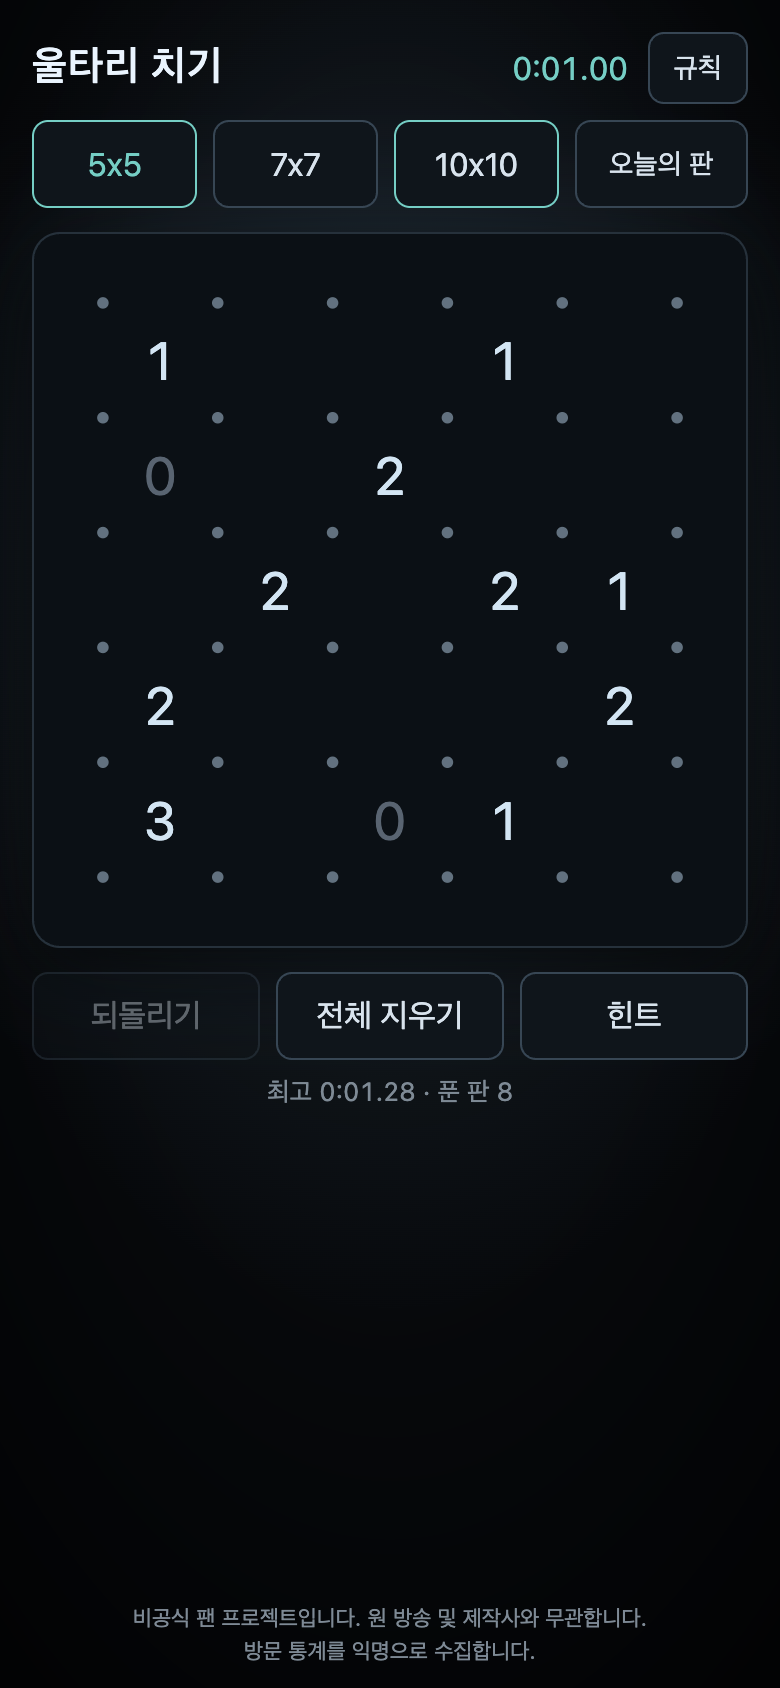 울타리 치기 0:01.00 규칙
5x5 7x7 10x10 오늘의 판
1 1
0 2
2 2 1
2 2
3 0 1
되돌리기 전체 지우기 힌트
최고 0:01.28 · 푼 판 8
비공식 팬 프로젝트입니다. 원 방송 및 제작사와 무관합니다.
방문 통계를 익명으로 수집합니다.